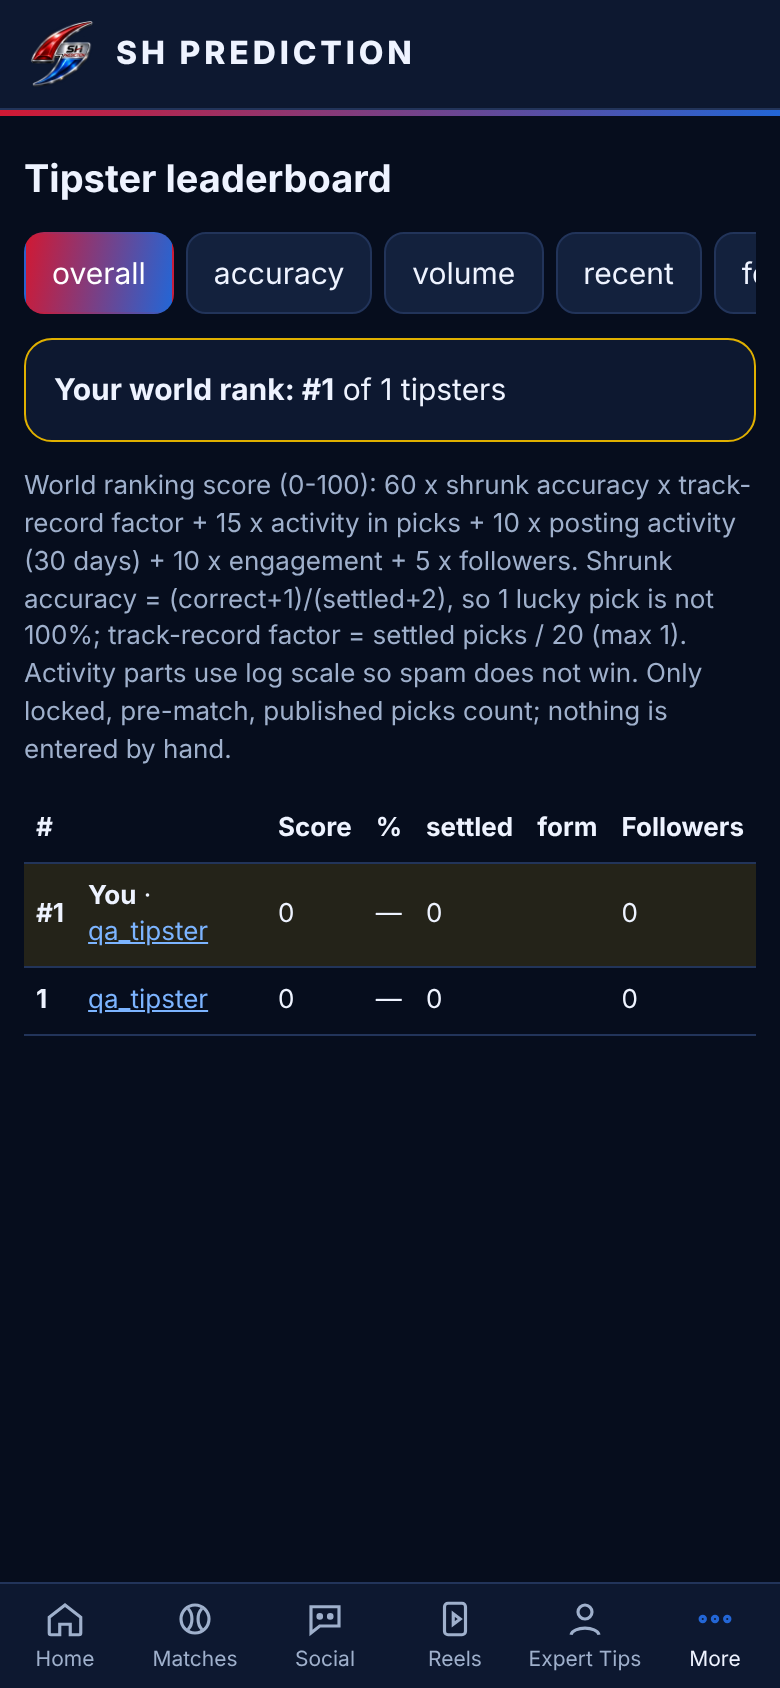 SH
SH PREDICTION
Tipster leaderboard
overall accuracy volume recent
Your world rank: #1 of 1 tipsters
World ranking score (0-100): 60 x shrunk accuracy x track-
record factor + 15 x activity in picks + 10 x posting activity
(30 days) + 10 x engagement + 5 x followers. Shrunk
accuracy = (correct+1)/(settled+2), so 1 lucky pick is not
100%; track-record factor = settled picks / 20 (max 1).
Activity parts use log scale so spam does not win. Only
locked, pre-match, published picks count; nothing is
entered by hand.
# Score % settled form Followers
#1 You · qa_tipster 0 — 0 0
1 qa_tipster 0 — 0 0
Home Matches Social Reels Expert Tips More